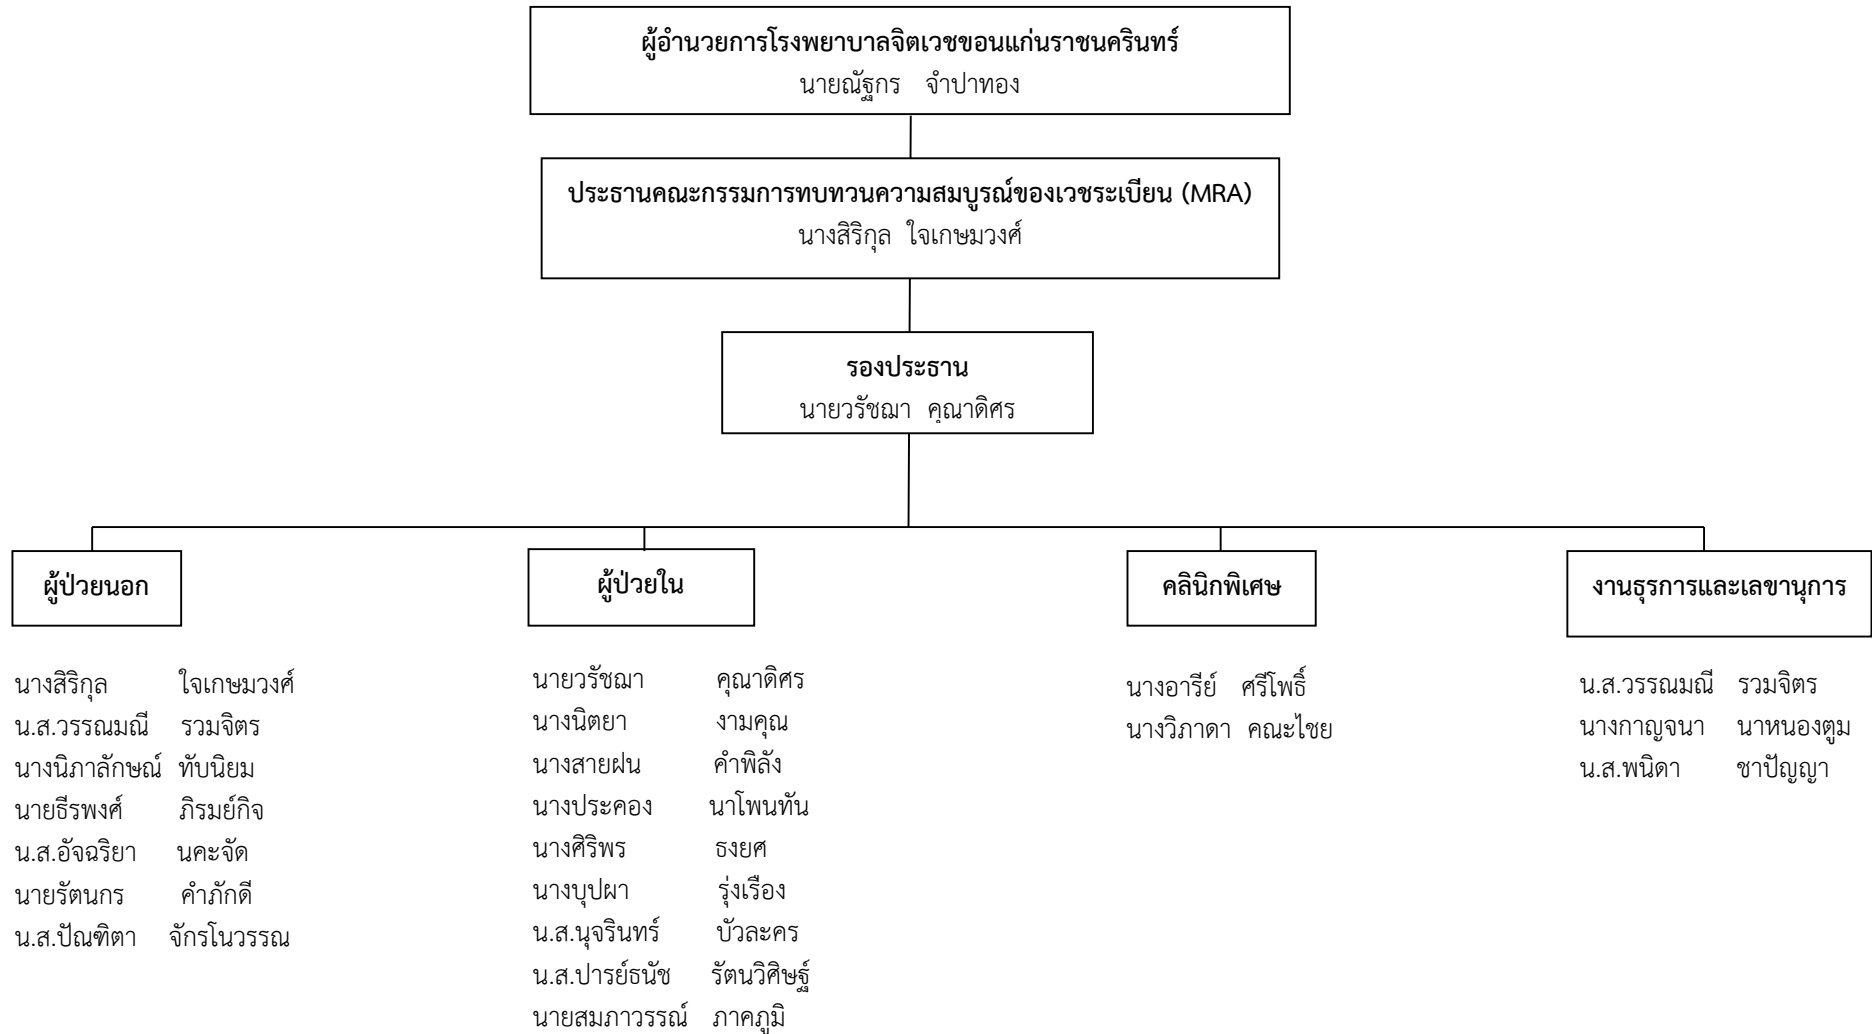 ผู้อำนวยการโรงพยาบาลจิตเวชขอนแก่นราชนครินทร์
นายณัฐกร จำปาทอง
ประธานคณะกรรมการทบทวนความสมบูรณ์ของเวชระเบียน (MRA)
นางสิริกุล ใจเกษมวงศ์
รองประธาน
นายวรัชฌา คุณาดิศร
ผู้ป่วยนอก
นางสิริกุล ใจเกษมวงศ์
น.ส.วรรณมณี รวมจิตร
นางนิภาลักษณ์ ทับนิยม
นายธีรพงศ์ ภิรมย์กิจ
น.ส.อัจฉริยา นคะจัด
นายรัตนกร คำภักดี
น.ส.ปัณฑิตา จักรโนวรรณ
ผู้ป่วยใน
นายวรัชฌา คุณาดิศร
นางนิตยา งามคุณ
นางสายฝน คำพิลัง
นางประคอง นาโพนทัน
นางศิริพร ธงยศ
นางบุปผา รุ่งเรือง
น.ส.นุจรินทร์ บัวละคร
น.ส.ปารย์ธนัช รัตนวิศิษฐ์
นายสมภาวรรณ์ ภาคภูมิ
คลินิกพิเศษ
นางอารีย์ ศรีโพธิ์
นางวิภาดา คณะไชย
งานธุรการและเลขานุการ
น.ส.วรรณมณี รวมจิตร
นางกาญจนา นาหนองตูม
น.ส.พนิดา ชาปัญญา